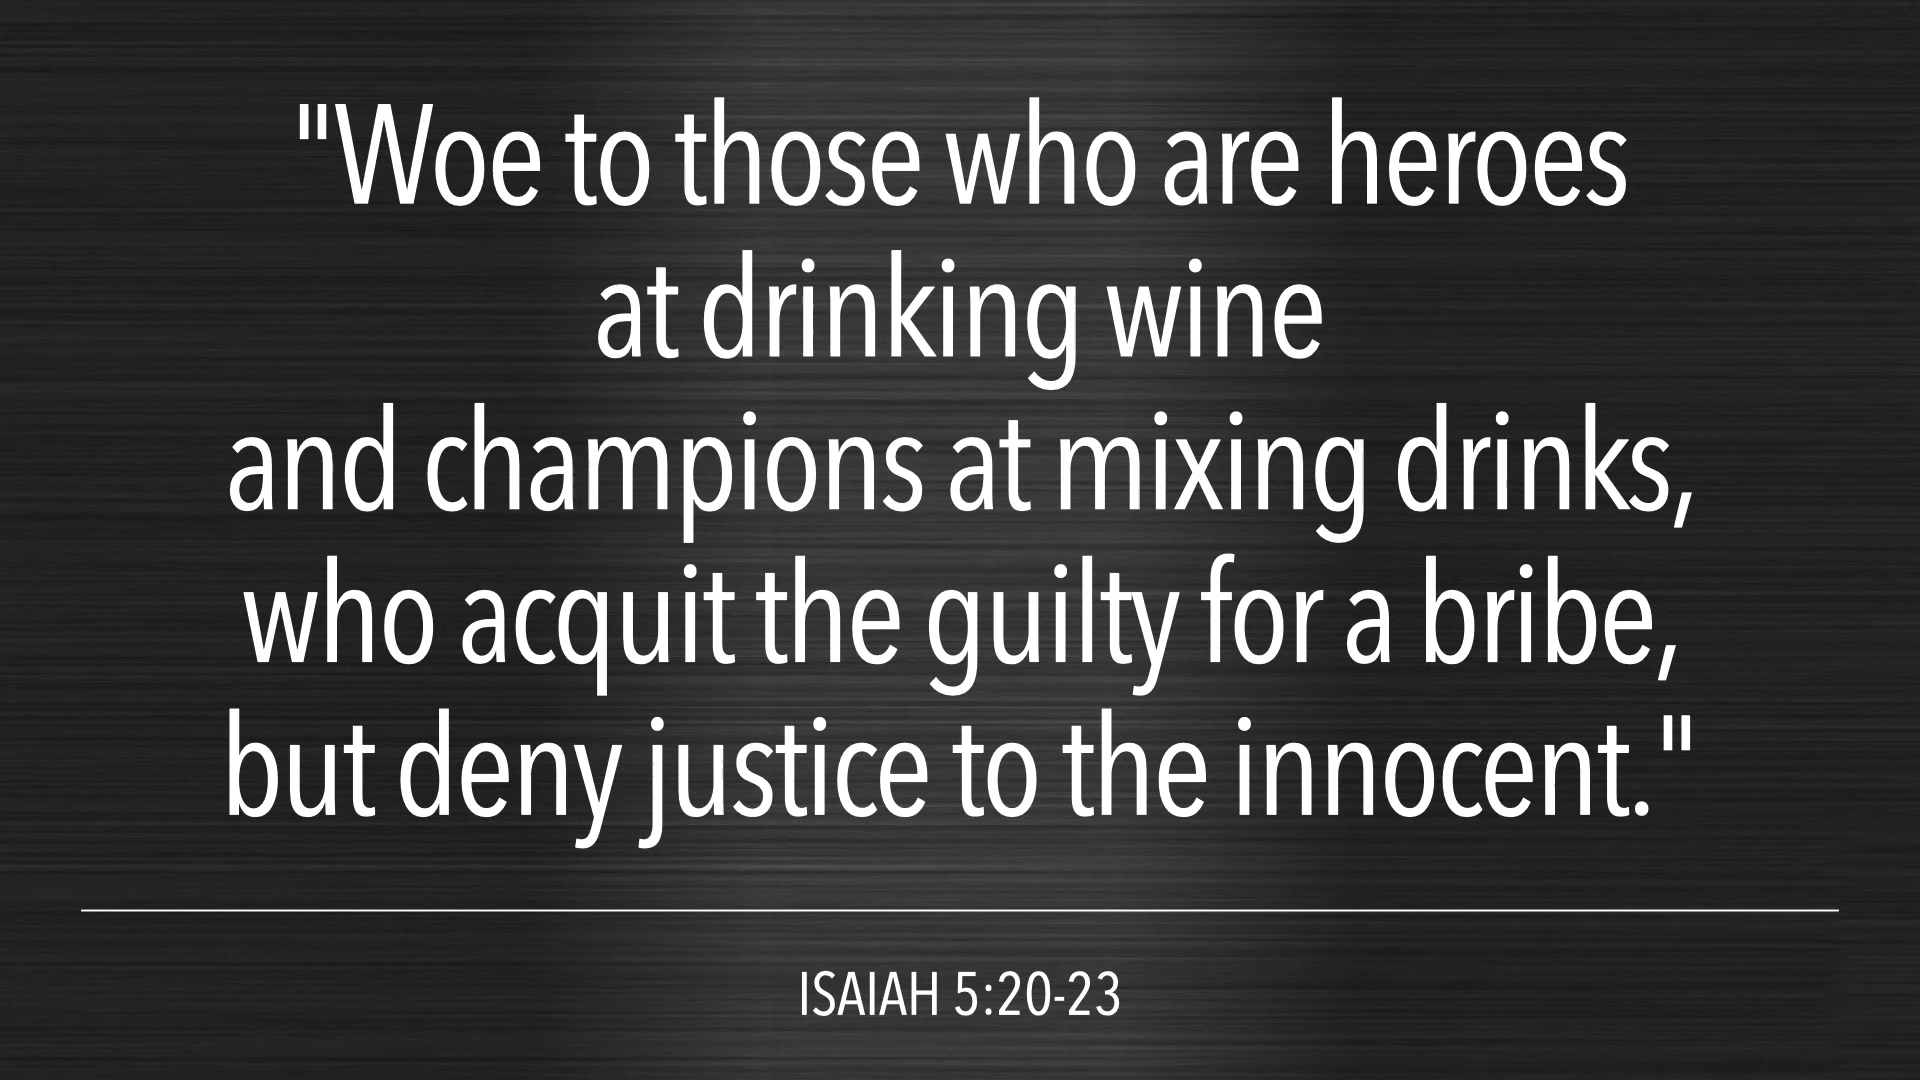 "Woe to those who are heroes
at drinking wine
and champions at mixing drinks,
who acquit the guilty for a bribe,
but deny justice to the innocent."
ISAIAH 5:20-23